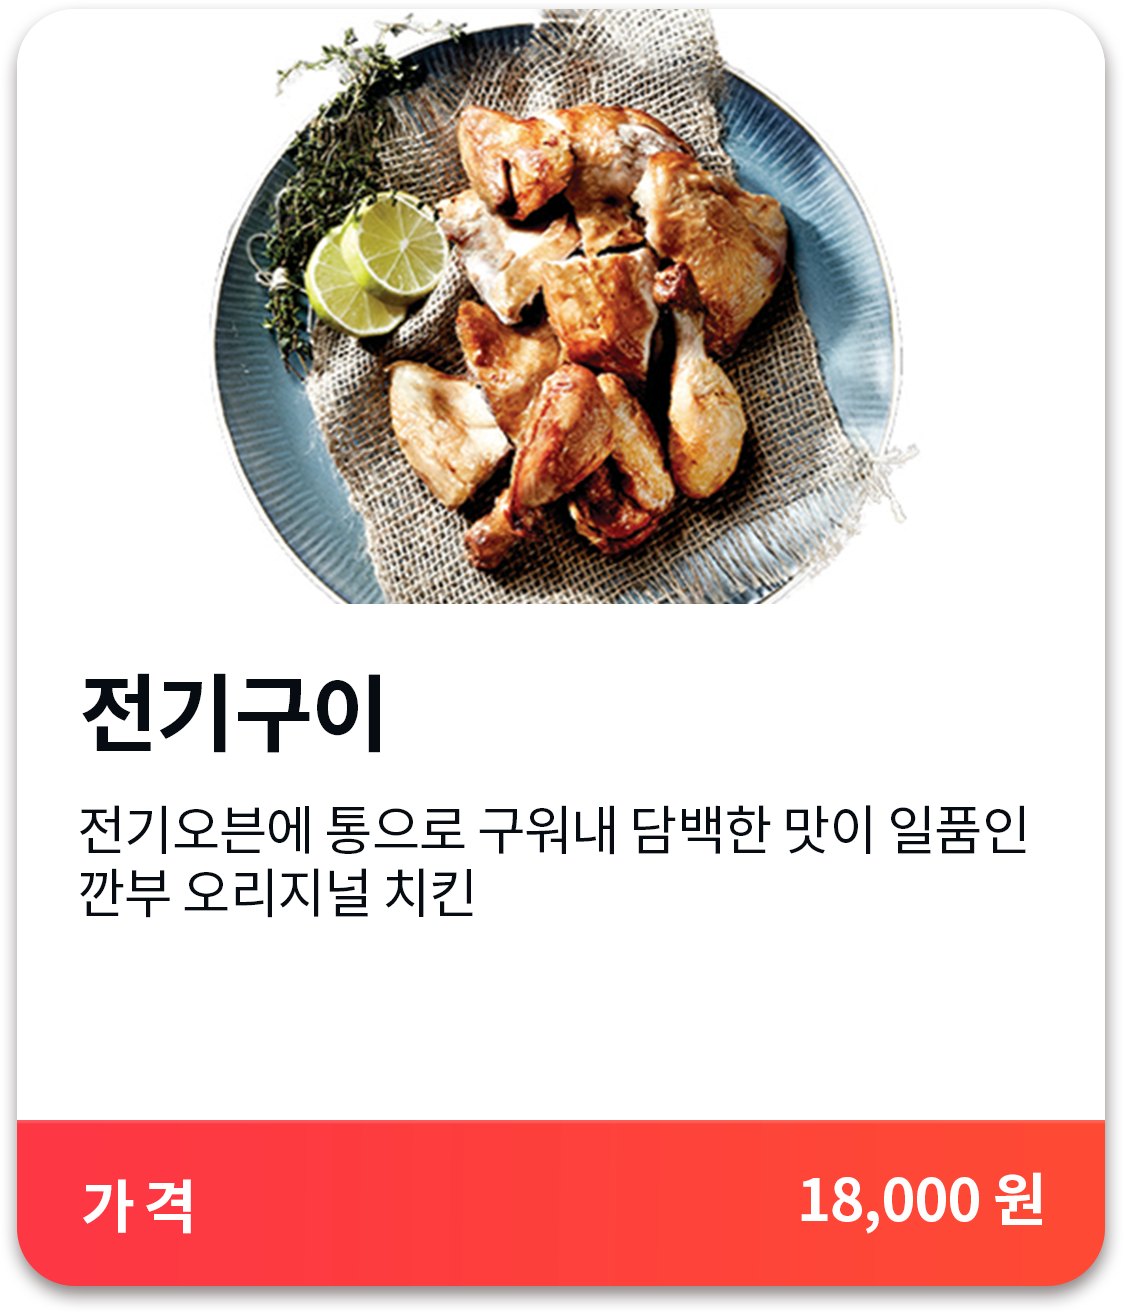 전기구이
전기오븐에 통으로 구워내 담백한 맛이 일품인
깐부 오리지널 치킨
가 격
18,000 원